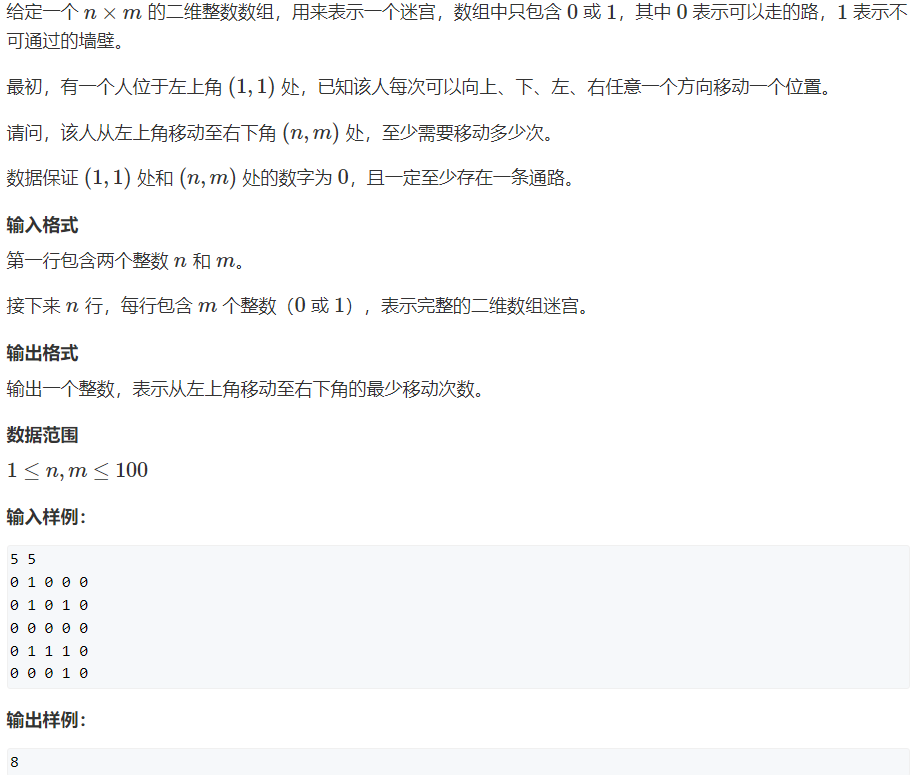 给定一个 n × m 的二维整数数组，用来表示一个迷宫，数组中只包含 0 或 1，其中 0 表示可以走的路，1 表示不
可通过的墙壁。
最初，有一个人位于左上角 (1, 1) 处，已知该人每次可以向上、下、左、右任意一个方向移动一个位置。
请问，该人从左上角移动至右下角 (n, m) 处，至少需要移动多少次。
数据保证 (1, 1) 处和 (n, m) 处的数字为 0，且一定至少存在一条通路。
输入格式
第一行包含两个整数 n 和 m。
接下来 n 行，每行包含 m 个整数（0 或 1），表示完整的二维数组迷宫。
输出格式
输出一个整数，表示从左上角移动至右下角的最少移动次数。
数据范围
1 ≤ n, m ≤ 100
输入样例：
5 5
0 1 0 0 0
0 1 0 1 0
0 0 0 0 0
0 1 1 1 0
0 0 0 1 0
输出样例：
8